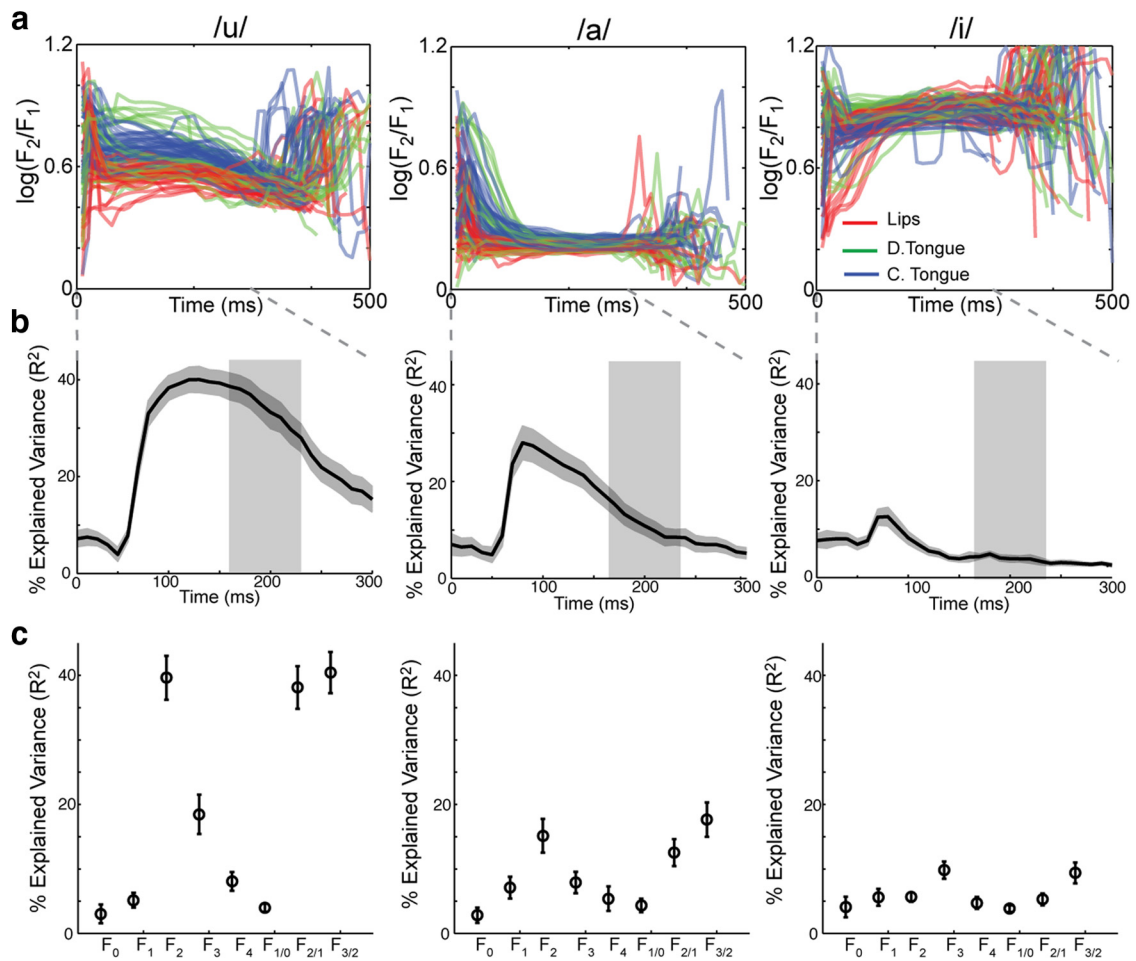 a
/u/ /a/ /i/
1.2 1.2 1.2
log(F2/F1) log(F2/F1) log(F2/F1)
0.6 0.6 0.6
Lips
D.Tongue
C. Tongue
0 0 0
0 Time (ms) 500 0 Time (ms) 500 0 Time (ms) 500
b
% Explained Variance (R2) % Explained Variance (R2) % Explained Variance (R2)
40 40 40
20 20 20
0 0 0
0 100 200 300 0 100 200 300 0 100 200 300
Time (ms) Time (ms) Time (ms)
c
% Explained Variance (R2) % Explained Variance (R2) % Explained Variance (R2)
40 40 40
20 20 20
0 0 0
F0 F1 F2 F3 F4 F1/0 F2/1 F3/2 F0 F1 F2 F3 F4 F1/0 F2/1 F3/2 F0 F1 F2 F3 F4 F1/0 F2/1 F3/2